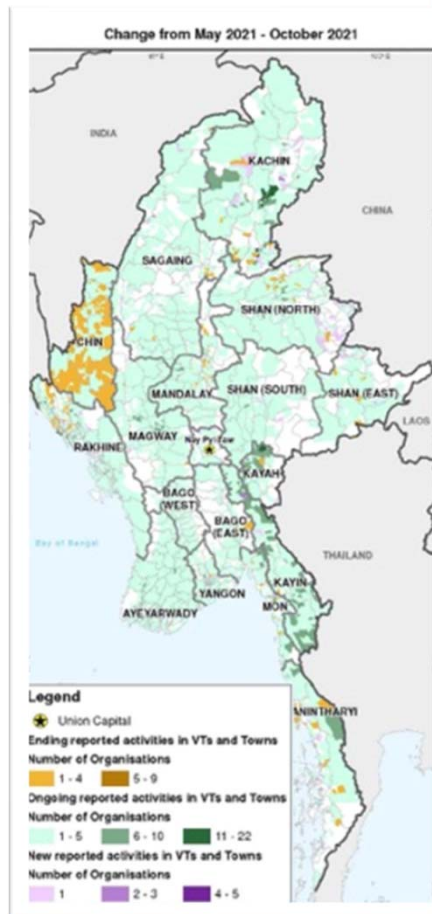 Change from May 2021 - October 2021
INDIA
KACHIN
CHINA
SAGAING
SHAN (NORTH)
CHIN
MANDALAY
SHAN (SOUTH)
SHAN (EAST)
LAOS
MAGWAY
Nay Pyi Taw
RAKHINE
KAYAH
BAGO
(WEST)
BAGO
(EAST)
Bay of Bengal
THAILAND
KAYIN
YANGON
MON
AYEYARWADY
ANINTHARYI
Legend
Union Capital
Ending reported activities in VTs and Towns
Number of Organisations
1 - 4 5 - 9
Ongoing reported activities in VTs and Towns
Number of Organisations
1 - 5 6 - 10 11 - 22
New reported activities in VTs and Towns
Number of Organisations
1 2 - 3 4 - 5